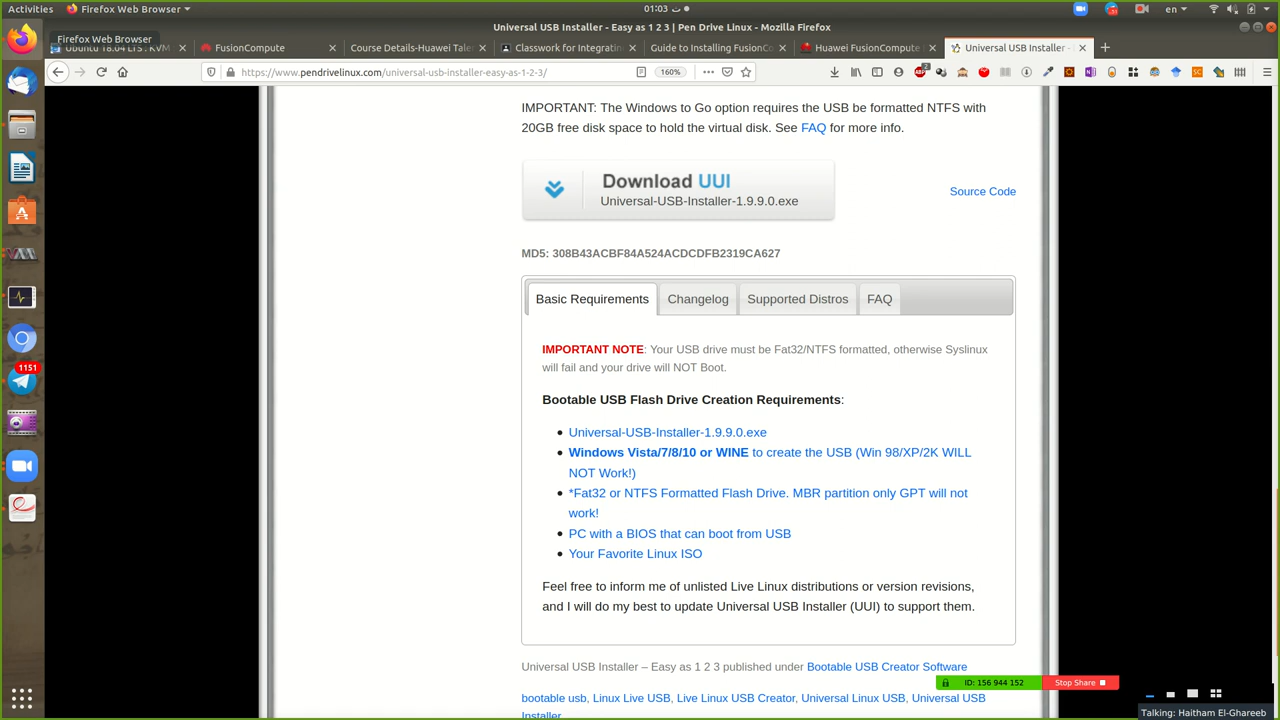 Activities Firefox Web Browser 01:03 ت en
Universal USB Installer - Easy as 1 2 3 | Pen Drive Linux - Mozilla Firefox
Firefox Web Browser
Ubuntu 18.04 LTS : KVM
FusionCompute
Course Details-Huawei Tale
Classwork for Integratin
Guide to Installing FusionCo
Huawei FusionCompute
Universal USB Installer -
https://www.pendrivelinux.com/universal-usb-installer-easy-as-1-2-3/
160%
2
IMPORTANT: The Windows to Go option requires the USB be formatted NTFS with
20GB free disk space to hold the virtual disk. See FAQ for more info.
Download UUI
Universal-USB-Installer-1.9.9.0.exe
Source Code
MD5: 308B43ACBF84A524ACDCDFB2319CA627
Basic Requirements Changelog Supported Distros FAQ
IMPORTANT NOTE: Your USB drive must be Fat32/NTFS formatted, otherwise Syslinux
will fail and your drive will NOT Boot.
Bootable USB Flash Drive Creation Requirements:
Universal-USB-Installer-1.9.9.0.exe
Windows Vista/7/8/10 or WINE to create the USB (Win 98/XP/2K WILL
NOT Work!)
*Fat32 or NTFS Formatted Flash Drive. MBR partition only GPT will not
work!
PC with a BIOS that can boot from USB
Your Favorite Linux ISO
Feel free to inform me of unlisted Live Linux distributions or version revisions,
and I will do my best to update Universal USB Installer (UUI) to support them.
Universal USB Installer – Easy as 1 2 3 published under Bootable USB Creator Software
bootable usb, Linux Live USB, Live Linux USB Creator, Universal Linux USB, Universal USB
Installer
1151
ID: 156 944 152 Stop Share
Talking: Haitham El-Ghareeb